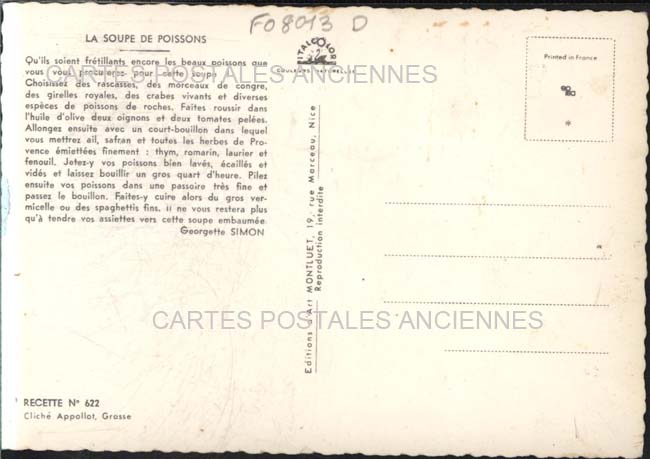 F08013 D
LA SOUPE DE POISSONS
Qu'ils soient frétillants encore les beaux poissons que
vous vous procurerez pour cette soupe
Choisissez des rascasses, des morceaux de congre,
des girelles royales, des crabes vivants et diverses
espèces de poissons de roches. Faites roussir dans
l'huile d'olive deux oignons et deux tomates pelées.
Allongez ensuite avec un court-bouillon dans lequel
vous mettrez ail, safran et toutes les herbes de Pro-
vence émiettées finement : thym, romarin, laurier et
fenouil. Jetez-y vos poissons bien lavés, écaillés et
vidés et laissez bouillir un gros quart d'heure. Pilez
ensuite vos poissons dans une passoire très fine et
passez le bouillon. Faites-y cuire alors du gros ver-
micelle ou des spaghettis fins. il ne vous restera plus
qu'à tendre vos assiettes vers cette soupe embaumée
Georgette SIMON
RECETTE N° 622
Cliché Appollot, Grasse
ITALCOLOR
COULEURS NATURELLES
Editions d'Art MONTLUET, 19, rue Marceau, Nice
Reproduction interdite
Printed in France
CARTES POSTALES ANCIENNES
CARTES POSTALES ANCIENNES